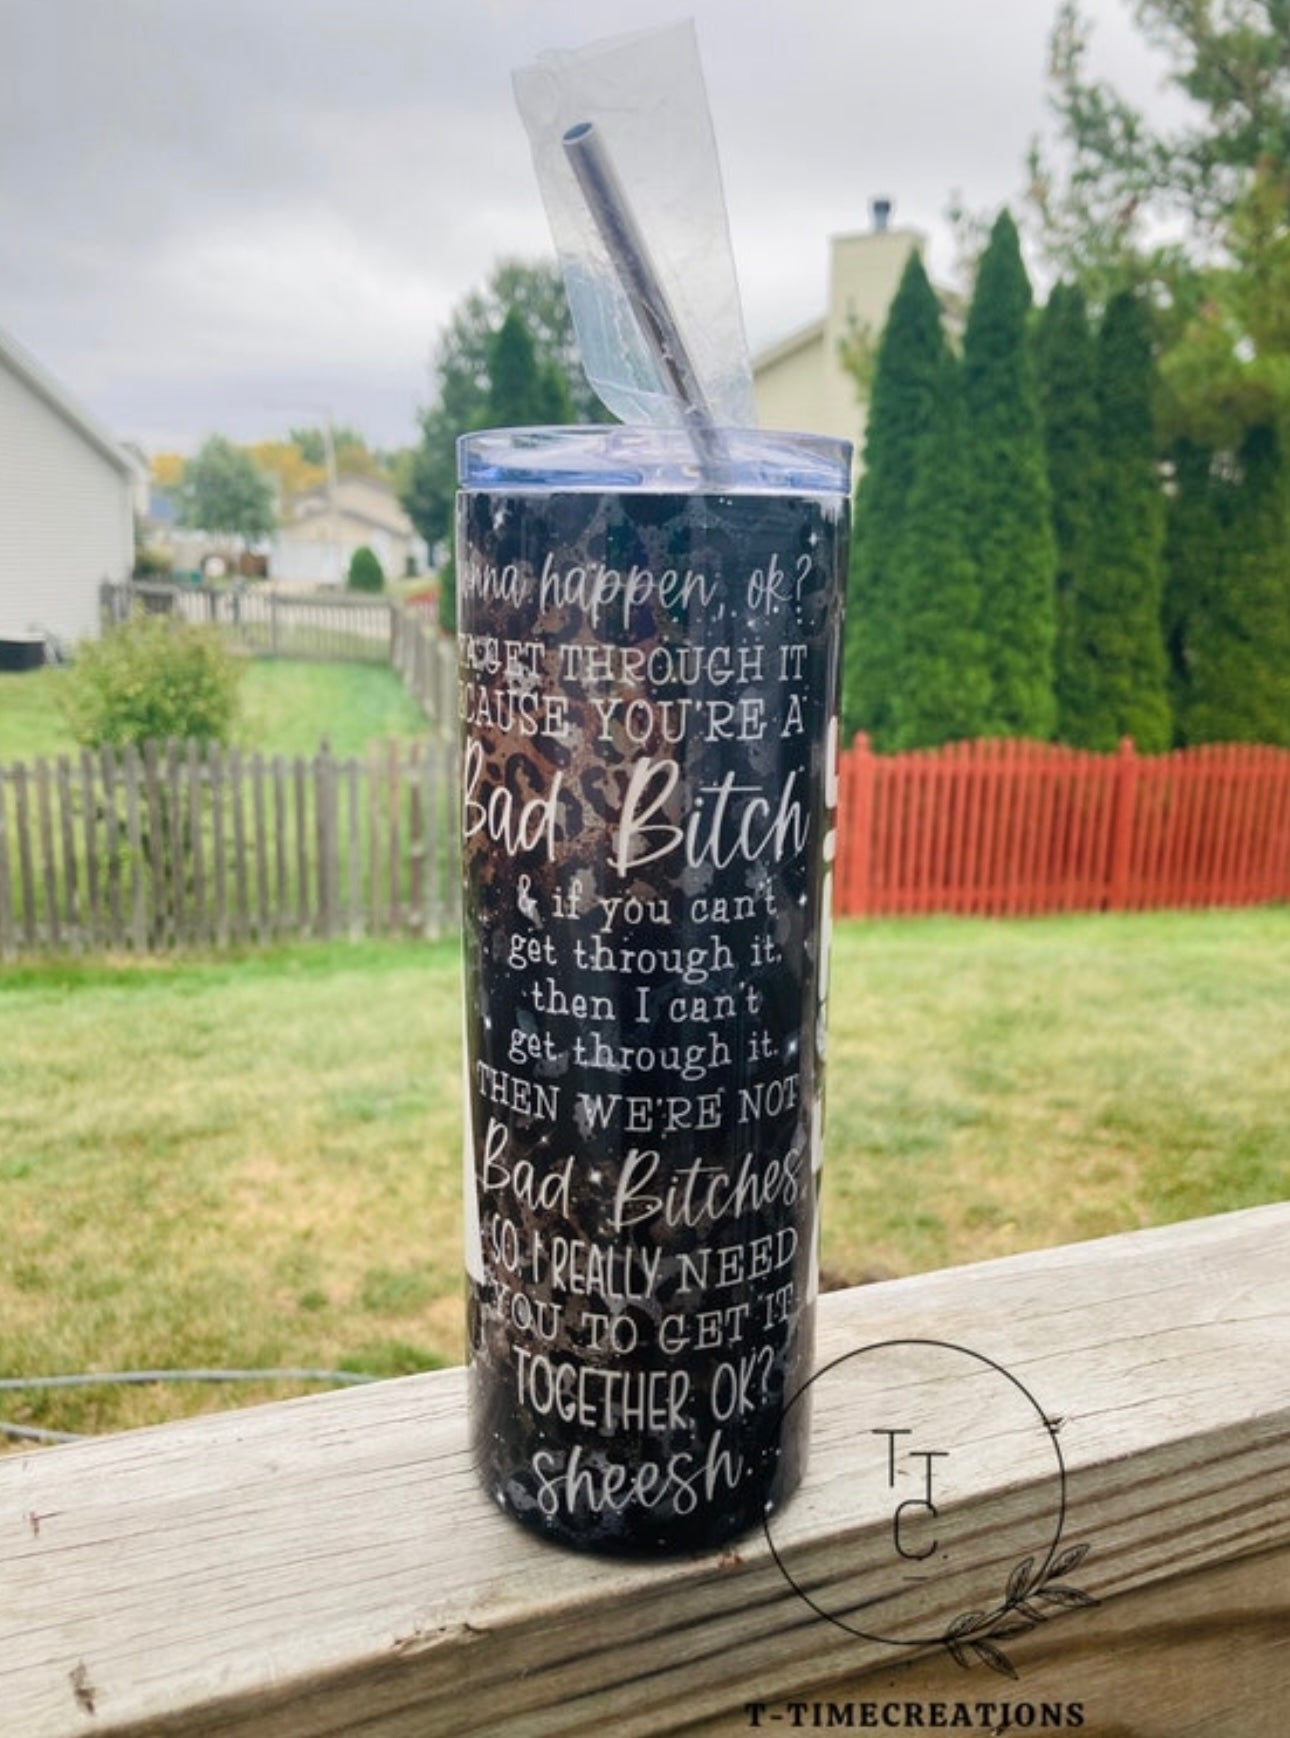 happen, ok?
GET THROUGH IT
YOU'RE A
Bad Bitch
& if you can't
get through it.
then I can't
get through it.
THEN WE'RE NOT
Bad Bitches
SO I REALLY NEED
YOU TO GET IT
TOGETHER, OK?
sheesh.
TTC
T-TIMECREATIONS